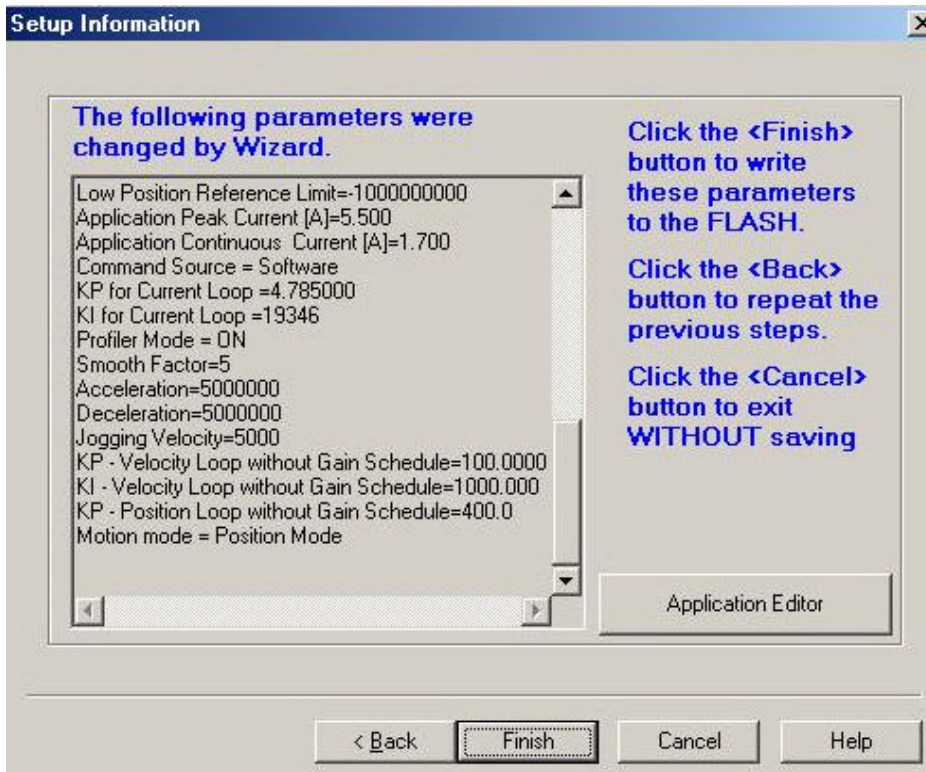 Setup Information
The following parameters were
changed by Wizard.
Low Position Reference Limit=-1000000000
Application Peak Current [A]=5.500
Application Continuous  Current [A]=1.700
Command Source = Software
KP for Current Loop =4.785000
KI for Current Loop =19346
Profiler Mode = ON
Smooth Factor=5
Acceleration=5000000
Deceleration=5000000
Jogging Velocity=5000
KP - Velocity Loop without Gain Schedule=100.0000
KI - Velocity Loop without Gain Schedule=1000.000
KP - Position Loop without Gain Schedule=400.0
Motion mode = Position Mode
Click the <Finish>
button to write
these parameters
to the FLASH.
Click the <Back>
button to repeat the
previous steps.
Click the <Cancel>
button to exit
WITHOUT saving
Application Editor
< Back
Finish
Cancel
Help